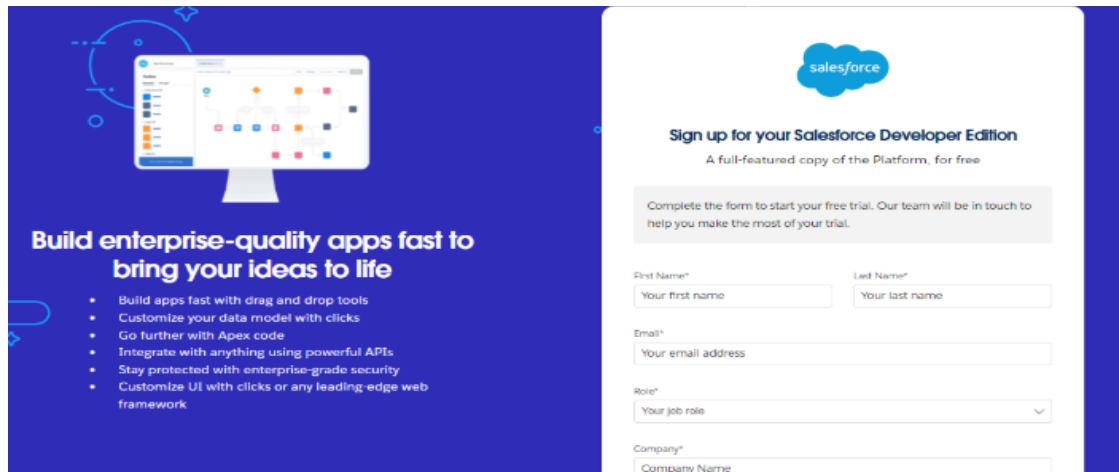 Build enterprise-quality apps fast to
bring your ideas to life
• Build apps fast with drag and drop tools
• Customize your data model with clicks
• Go further with Apex code
• Integrate with anything using powerful APIs
• Stay protected with enterprise-grade security
• Customize UI with clicks or any leading-edge web
framework
salesforce
Sign up for your Salesforce Developer Edition
A full-featured copy of the Platform, for free
Complete the form to start your free trial. Our team will be in touch to
help you make the most of your trial.
First Name* Last Name*
Your first name Your last name
Email*
Your email address
Role*
Your job role
Company*
Company Name